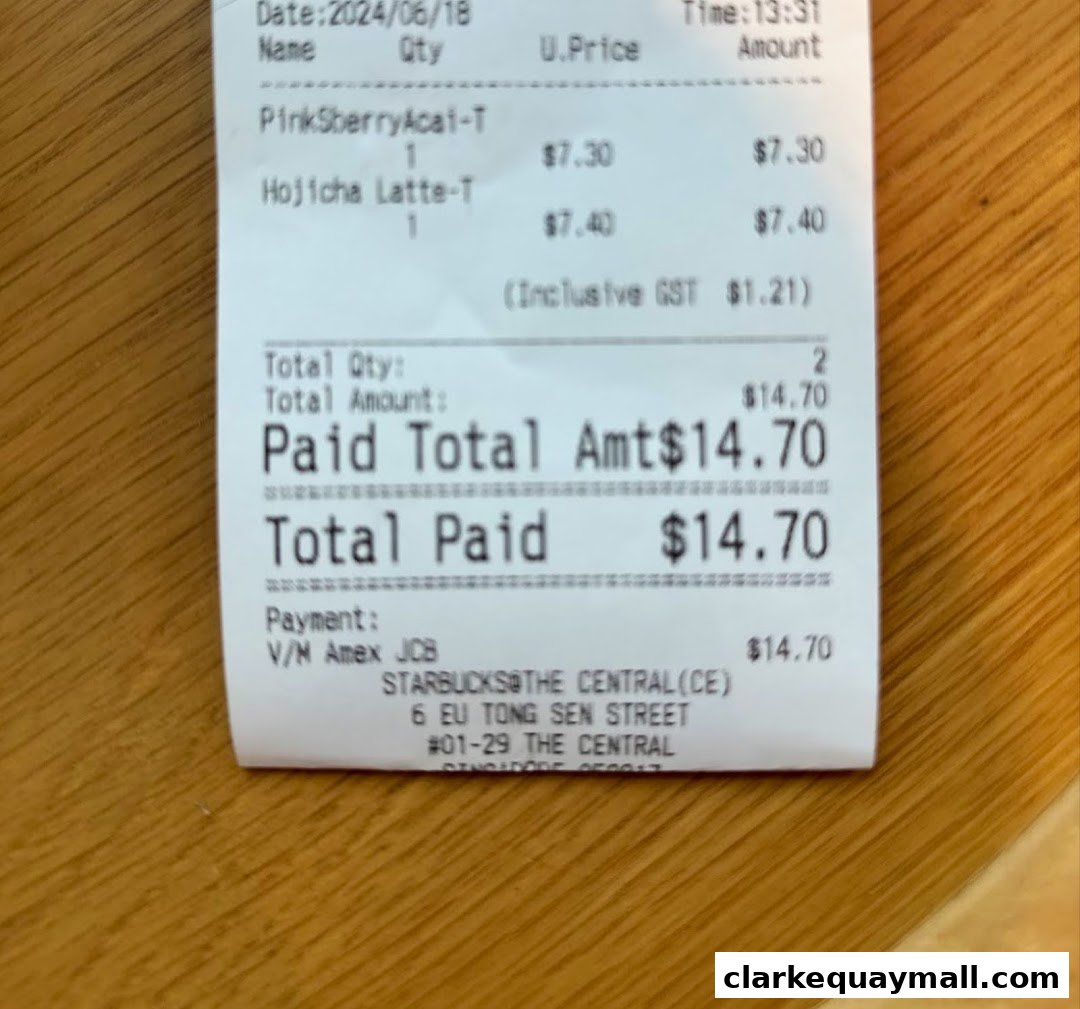 Date:2024/06/18 Time:13:31
Name Qty U.Price Amount
PinkSberryAcai-T
1 $7.30 $7.30
Hojicha Latte-T
1 $7.40 $7.40
(Inclusive GST $1.21)
Total Qty: 2
Total Amount: $14.70
Paid Total Amt$14.70
Total Paid $14.70
Payment:
V/M Amex JCB $14.70
STARBUCKS@THE CENTRAL(CE)
6 EU TONG SEN STREET
#01-29 THE CENTRAL
SINGAPORE
clarkequaymall.com